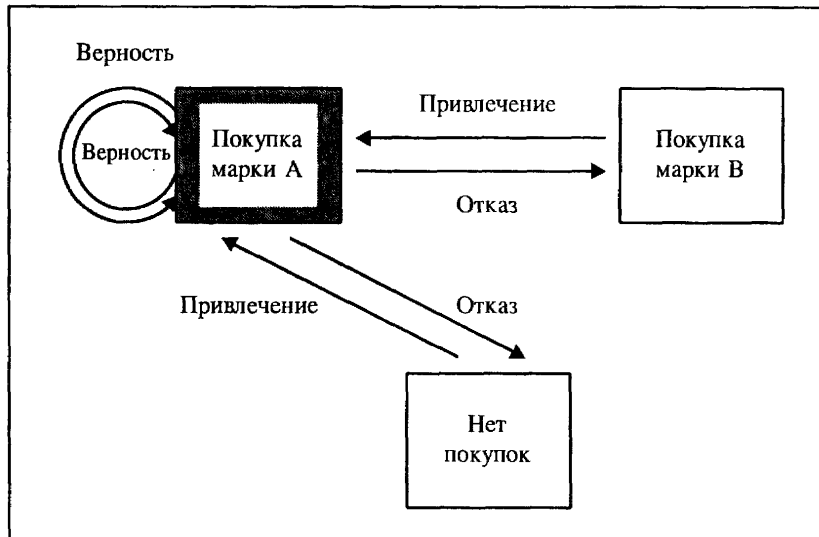 Верность
Верность
Покупка
марки А
Привлечение
Отказ
Покупка
марки В
Привлечение
Отказ
Нет
покупок